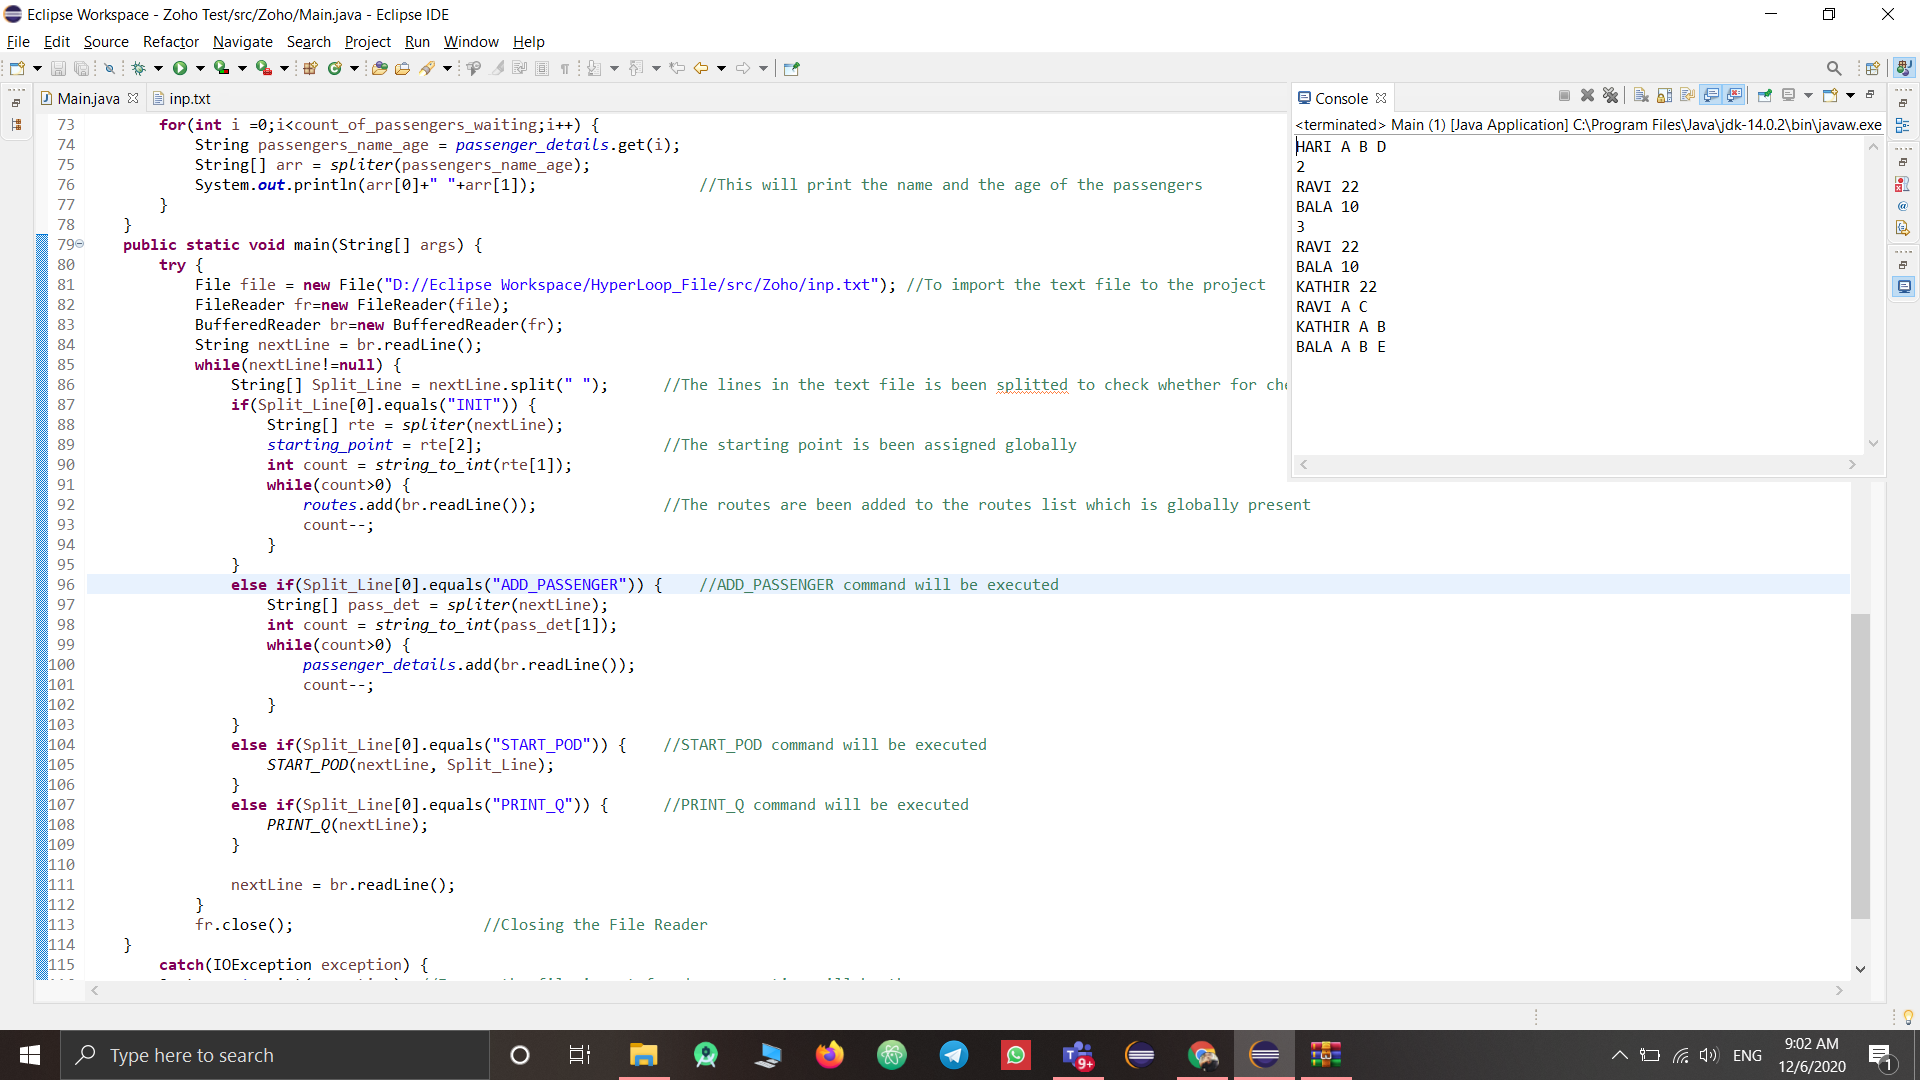 Eclipse Workspace - Zoho Test/src/Zoho/Main.java - Eclipse IDE
File Edit Source Refactor Navigate Search Project Run Window Help
Main.java
inp.txt
73 for(int i =0;i<count_of_passengers_waiting;i++) {
74 String passengers_name_age = passenger_details.get(i);
75 String[] arr = spliter(passengers_name_age);
76 System.out.println(arr[0]+" "+arr[1]); //This will print the name and the age of the passengers
77 }
78 }
79 public static void main(String[] args) {
80 try {
81 File file = new File("D://Eclipse Workspace/HyperLoop_File/src/Zoho/inp.txt"); //To import the text file to the project
82 FileReader fr=new FileReader(file);
83 BufferedReader br=new BufferedReader(fr);
84 String nextLine = br.readLine();
85 while(nextLine!=null) {
86 String[] Split_Line = nextLine.split(" "); //The lines in the text file is been splitted to check whether for
87 if(Split_Line[0].equals("INIT")) {
88 String[] rte = spliter(nextLine);
89 starting_point = rte[2]; //The starting point is been assigned globally
90 int count = string_to_int(rte[1]);
91 while(count>0) {
92 routes.add(br.readLine()); //The routes are been added to the routes list which is globally present
93 count--;
94 }
95 }
96 else if(Split_Line[0].equals("ADD_PASSENGER")) { //ADD_PASSENGER command will be executed
97 String[] pass_det = spliter(nextLine);
98 int count = string_to_int(pass_det[1]);
99 while(count>0) {
100 passenger_details.add(br.readLine());
101 count--;
102 }
103 }
104 else if(Split_Line[0].equals("START_POD")) { //START_POD command will be executed
105 START_POD(nextLine, Split_Line);
106 }
107 else if(Split_Line[0].equals("PRINT_Q")) { //PRINT_Q command will be executed
108 PRINT_Q(nextLine);
109 }
110
111 nextLine = br.readLine();
112 }
113 fr.close(); //Closing the File Reader
114 }
115 catch(IOException exception) {
Console
<terminated> Main (1) [Java Application] C:\Program Files\Java\jdk-14.0.2\bin\javaw.exe
HARI A B D
2
RAVI 22
BALA 10
3
RAVI 22
BALA 10
KATHIR 22
RAVI A C
KATHIR A B
BALA A B E
Type here to search
9+
ENG
9:02 AM
12/6/2020
1